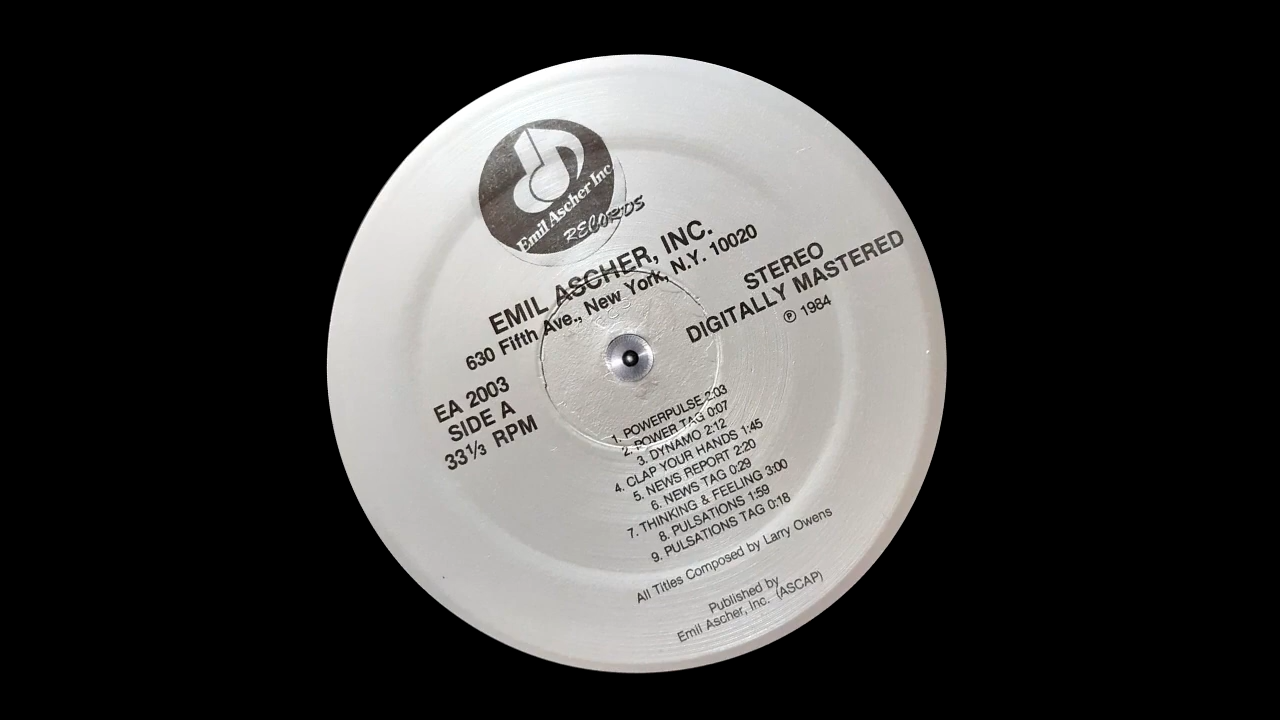 Emil Ascher Inc
RECORDS
EMIL ASCHER, INC.
630 Fifth Ave., New York, N.Y. 10020
STEREO
DIGITALLY MASTERED
℗ 1984
EA 2003
SIDE A
33⅓ RPM
1. POWERPULSE 2:03
2. POWER TAG 0:07
3. DYNAMO 2:12
4. CLAP YOUR HANDS 1:45
5. NEWS REPORT 2:20
6. NEWS TAG 0:29
7. THINKING & FEELING 3:00
8. PULSATIONS 1:59
9. PULSATIONS TAG 0:18
All Titles Composed by Larry Owens
Published by
Emil Ascher, Inc. (ASCAP)